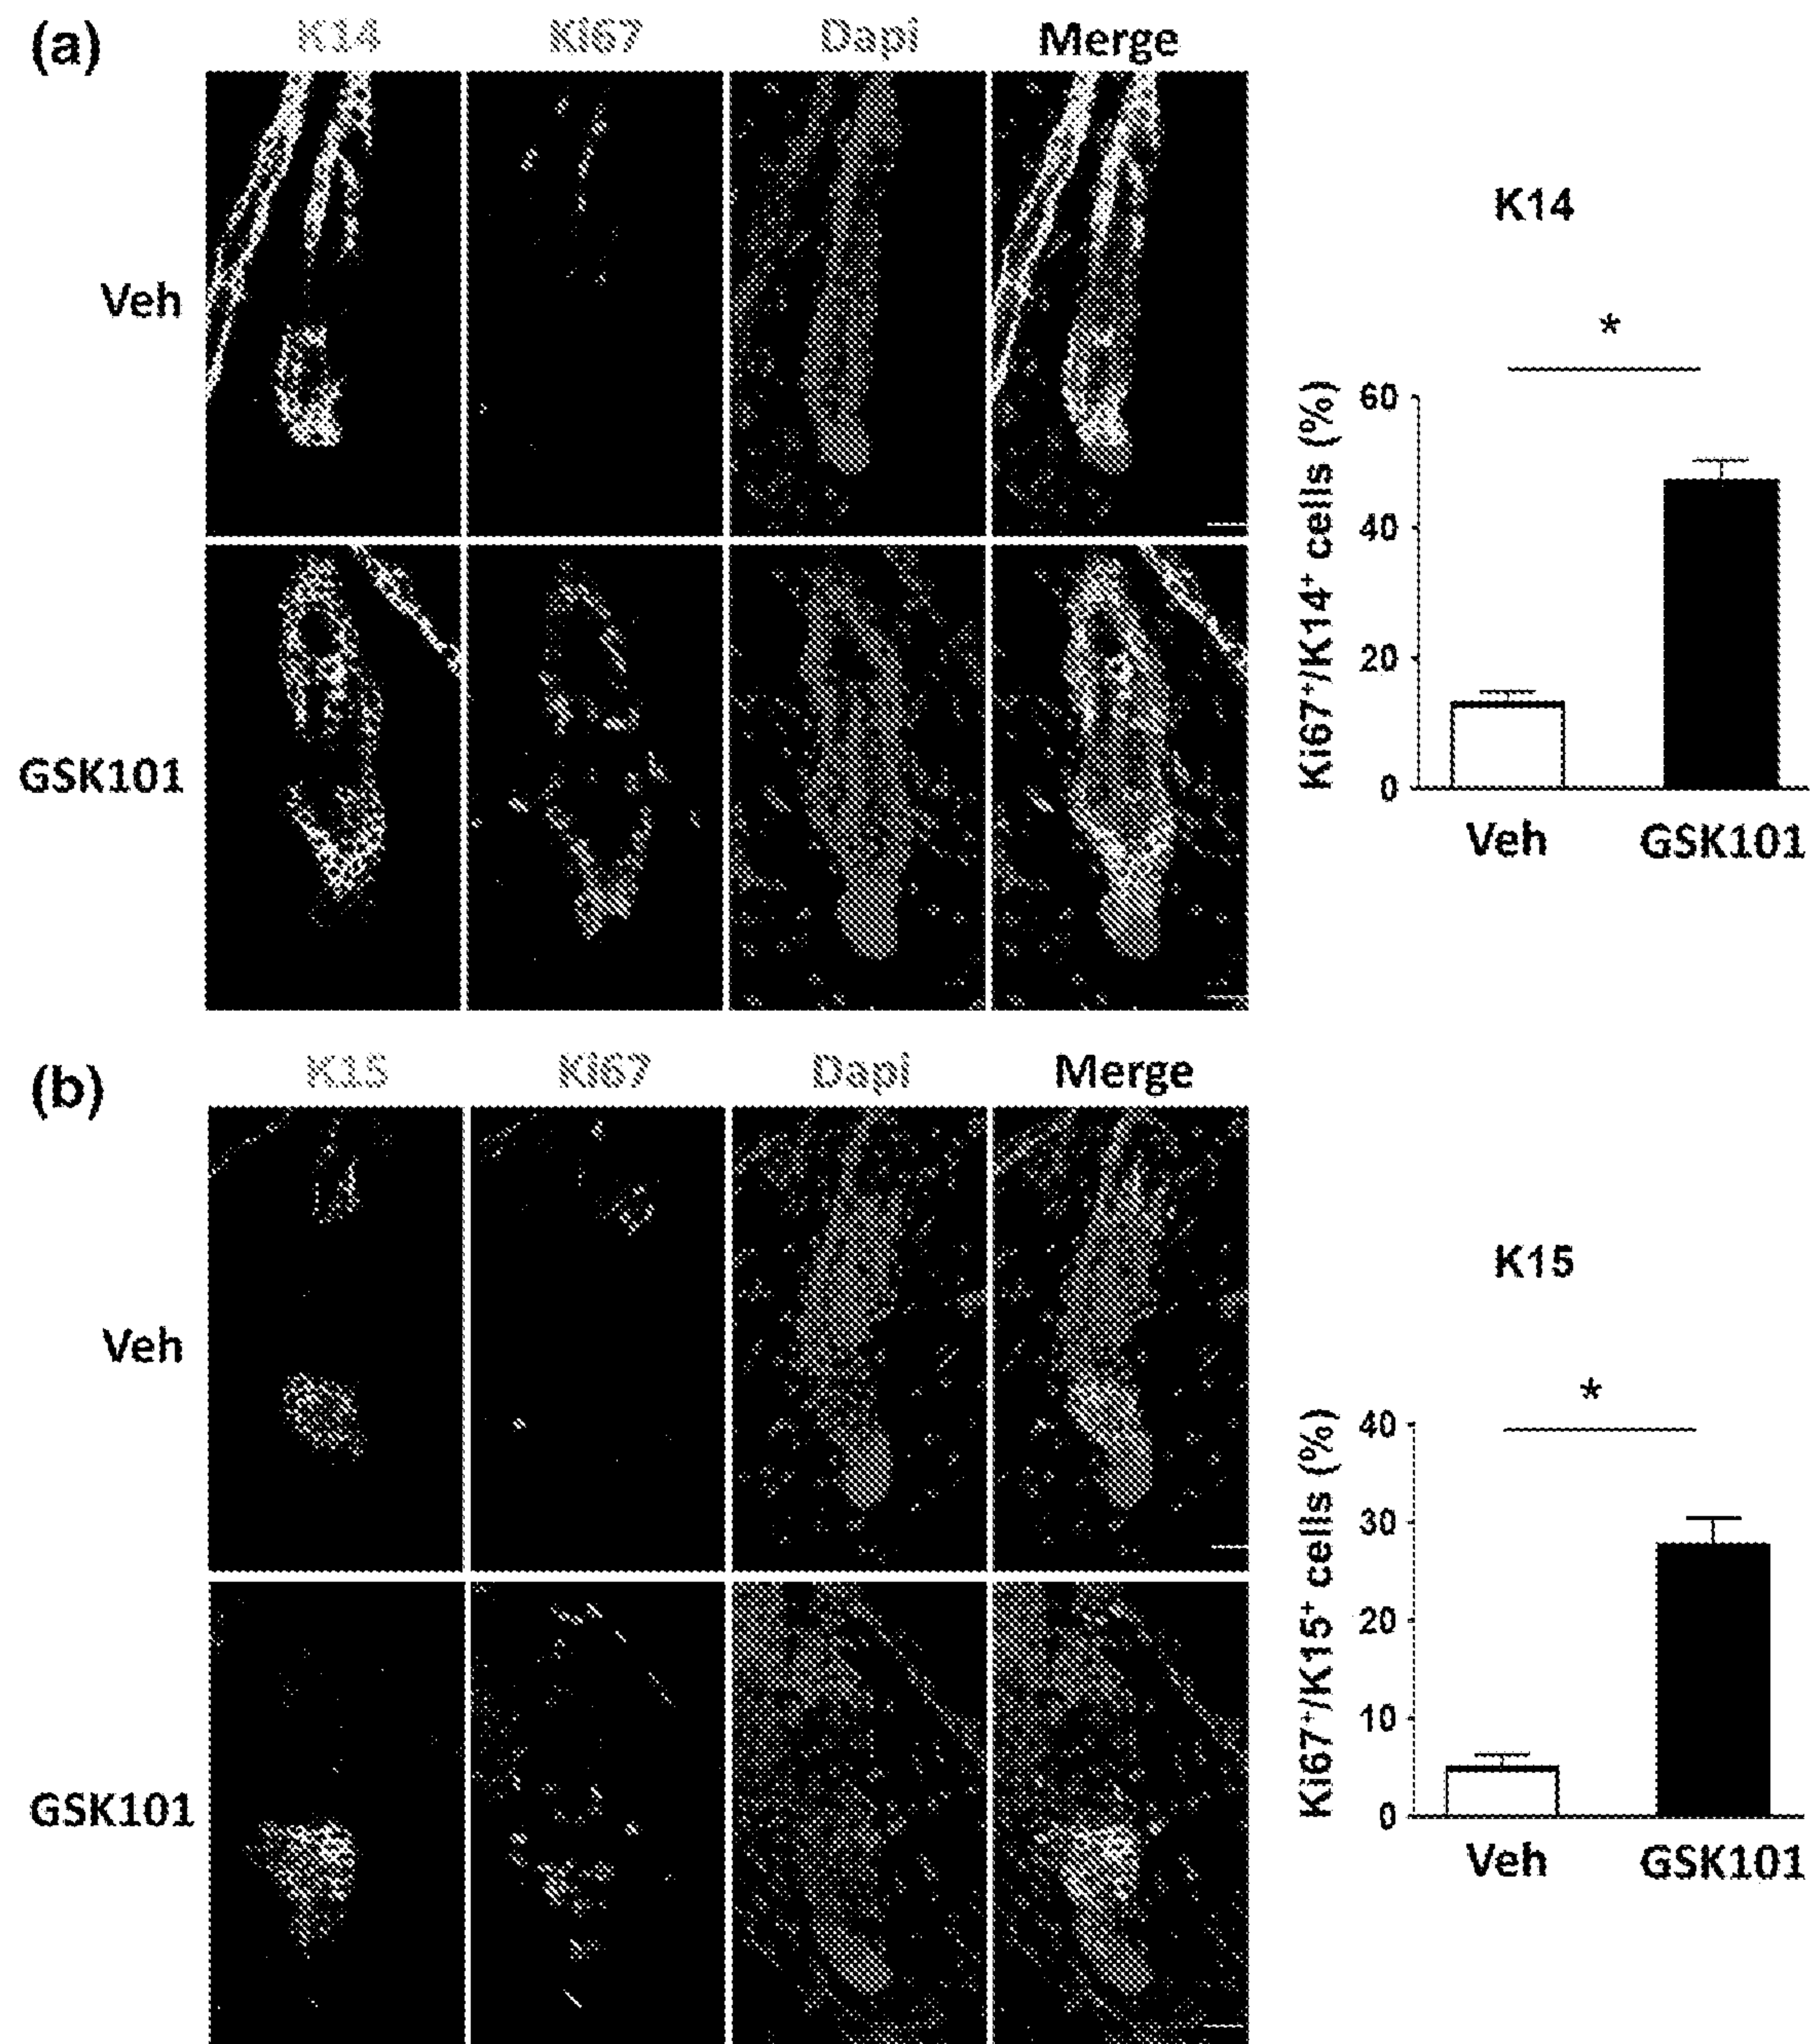 (a) K14 Ki67 Dapi Merge
Veh
GSK101
K14
*
Ki67⁺/K14⁺ cells (%)
60
40
20
0
Veh GSK101
(b) K15 Ki67 Dapi Merge
Veh
GSK101
K15
*
Ki67⁺/K15⁺ cells (%)
40
30
20
10
0
Veh GSK101